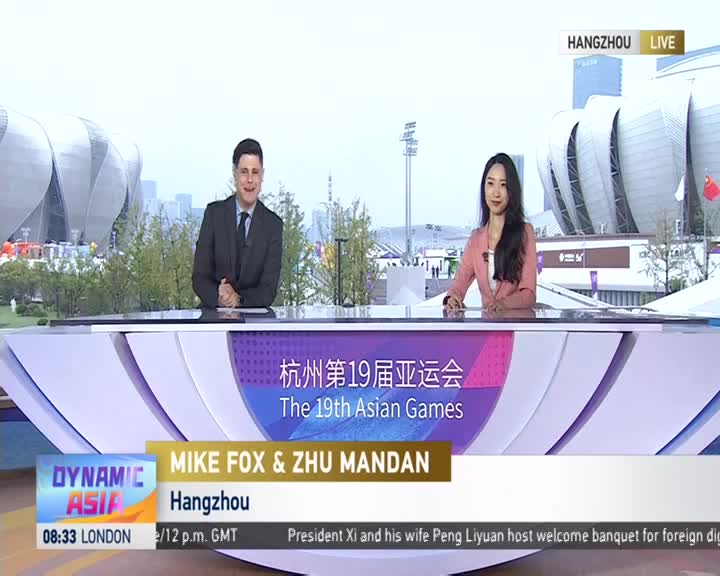 HANGZHOU LIVE
杭州第19届亚运会
The 19th Asian Games
MIKE FOX & ZHU MANDAN
DYNAMIC
ASIA
Hangzhou
08:33 LONDON
e/12 p.m. GMT President Xi and his wife Peng Liyuan host welcome banquet for foreign dig